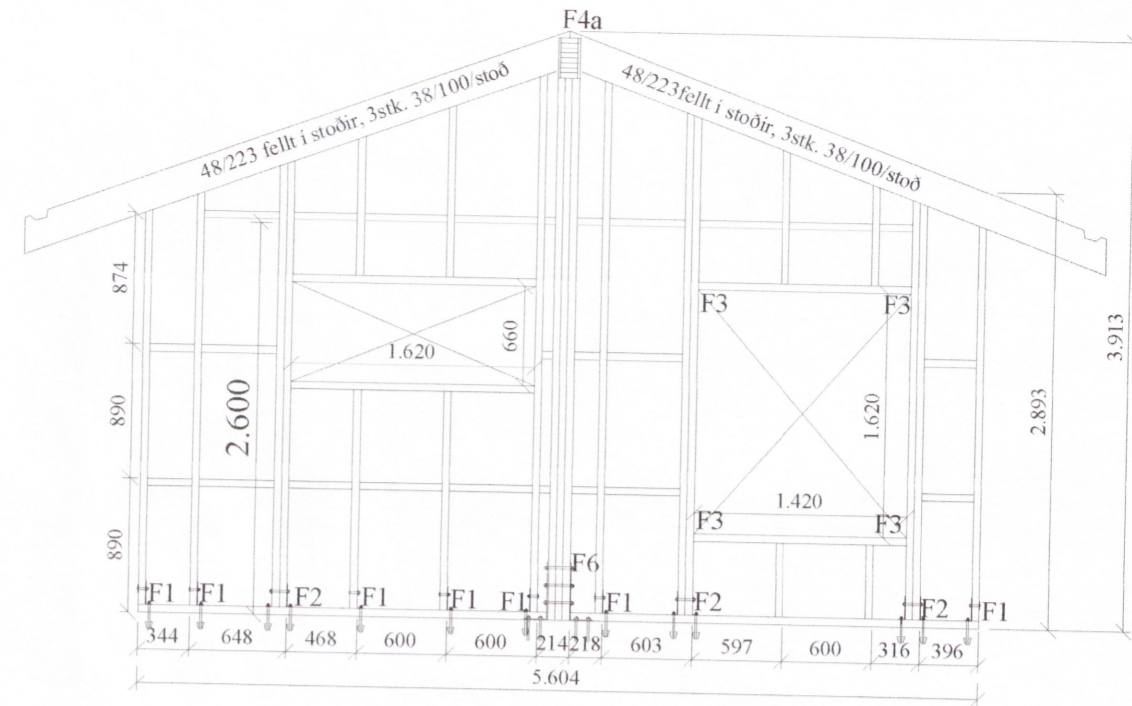 F4a
48/223 fellt í stoðir, 3stk. 38/100/stoð
48/223fellt í stoðir, 3stk. 38/100/stoð
874
890
890
2.600
1.620
660
F3
F3
1.620
1.420
F3
F3
2.893
3.913
F6
F1
F1
F2
F1
F1
F1
F1
F2
F2
F1
344
648
468
600
600
214
218
603
597
600
316
396
5.604